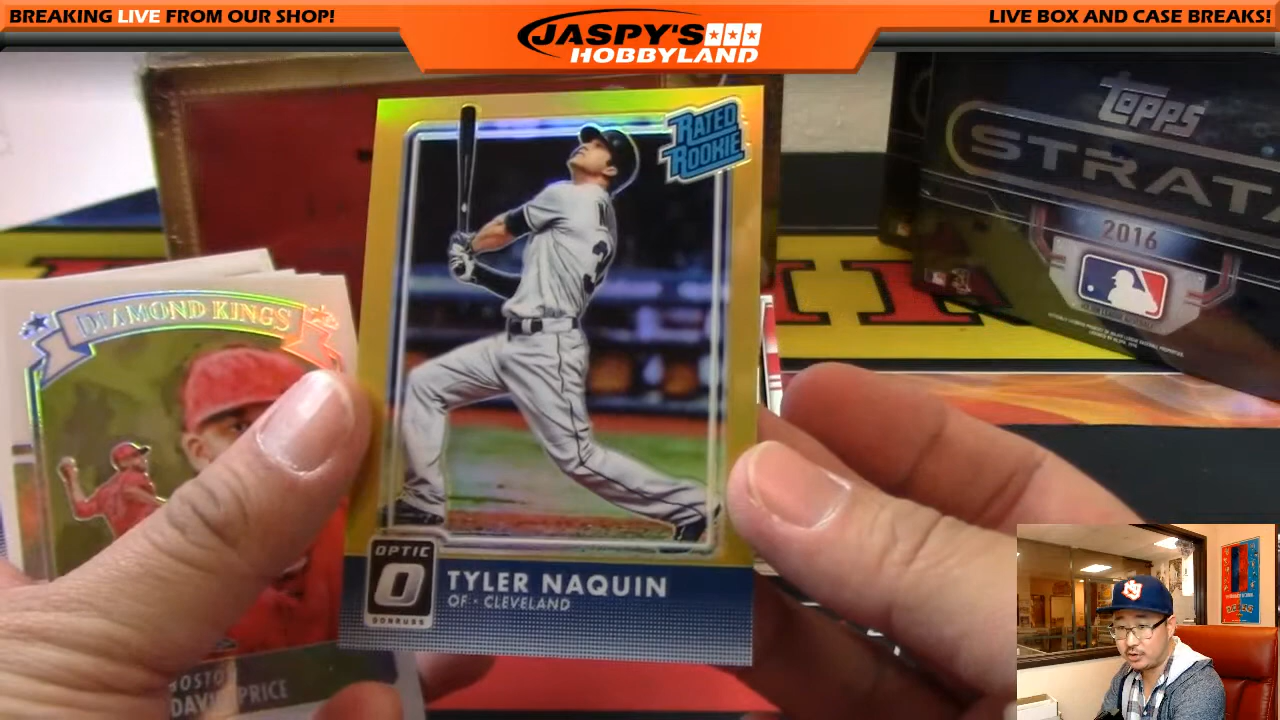 BREAKING LIVE FROM OUR SHOP!
JASPY'S
HOBBYLAND
LIVE BOX AND CASE BREAKS!
RATED
ROOKIE
topps
STRATA
2016
DIAMOND KINGS
OPTIC
DONRUSS
TYLER NAQUIN
OF · CLEVELAND
BOSTON
DAVID PRICE